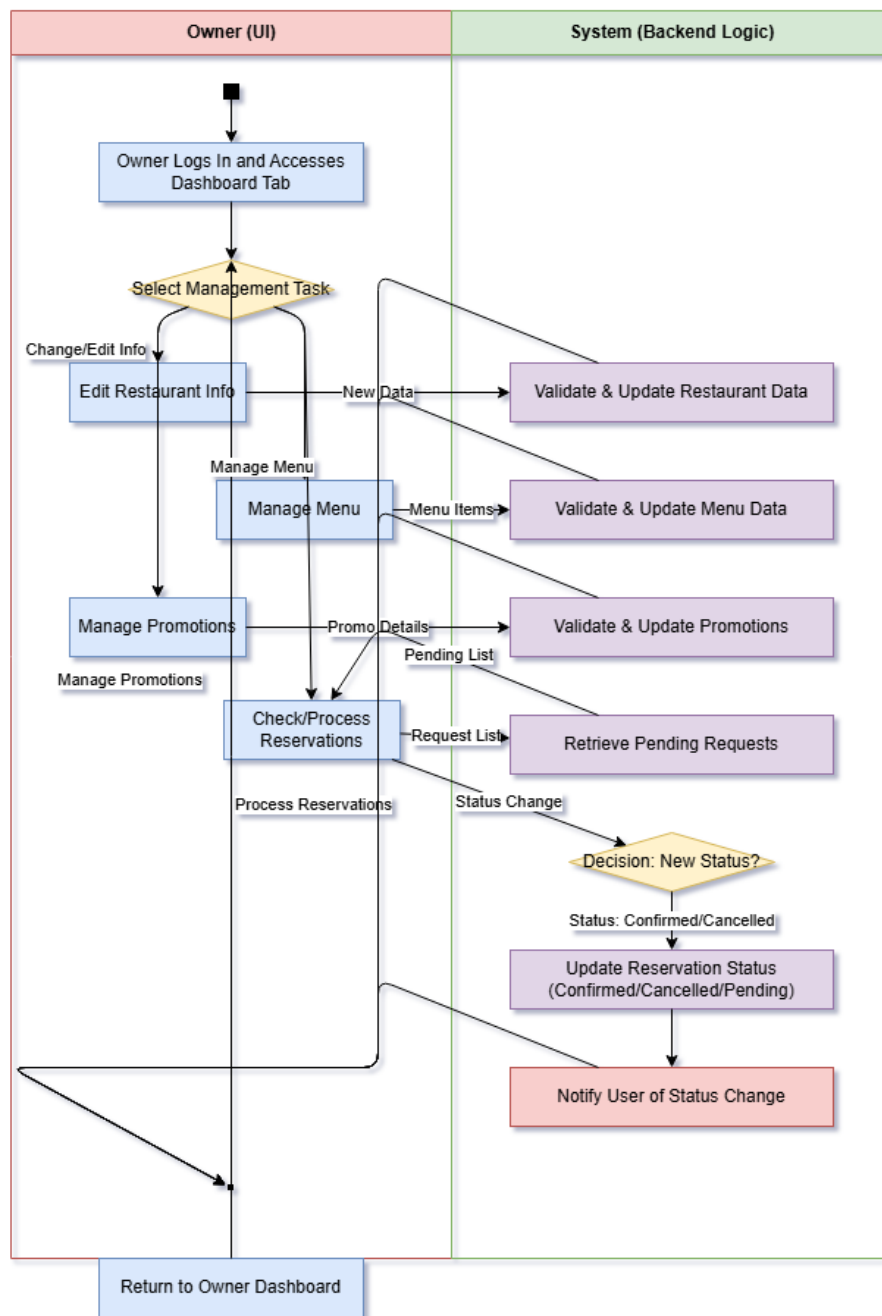 Owner (UI)
System (Backend Logic)
Owner Logs In and Accesses
Dashboard Tab
Select Management Task
Change/Edit Info
Edit Restaurant Info
New Data
Validate & Update Restaurant Data
Manage Menu
Manage Menu
Menu Items
Validate & Update Menu Data
Manage Promotions
Promo Details
Validate & Update Promotions
Pending List
Manage Promotions
Check/Process
Reservations
Request List
Retrieve Pending Requests
Process Reservations
Status Change
Decision: New Status?
Status: Confirmed/Cancelled
Update Reservation Status
(Confirmed/Cancelled/Pending)
Notify User of Status Change
Return to Owner Dashboard